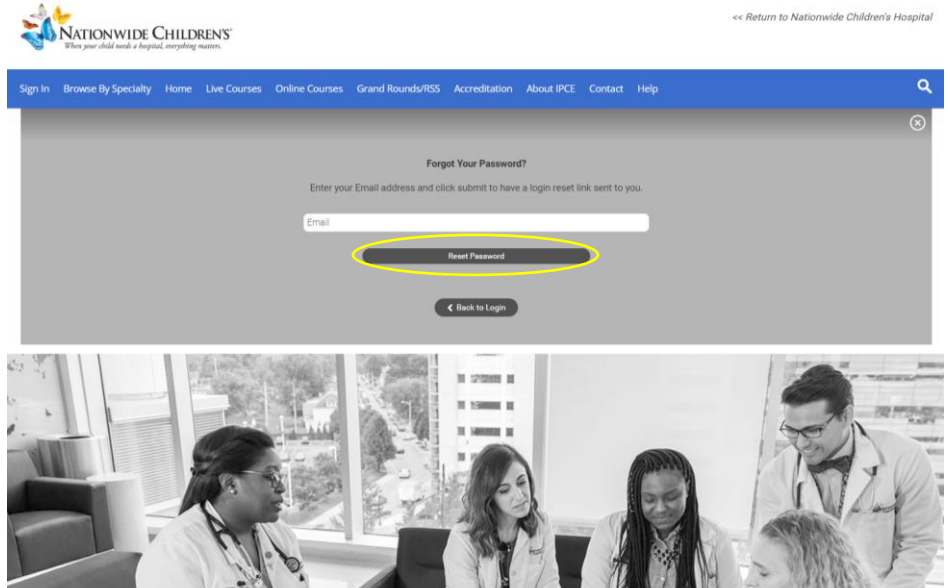 NATIONWIDE CHILDREN'S
When your child needs a hospital, everything matters.
<< Return to Nationwide Children's Hospital
Sign In Browse By Specialty Home Live Courses Online Courses Grand Rounds/RSS Accreditation About IPCE Contact Help
Forgot Your Password?
Enter your Email address and click submit to have a login reset link sent to you.
Email
Reset Password
Back to Login